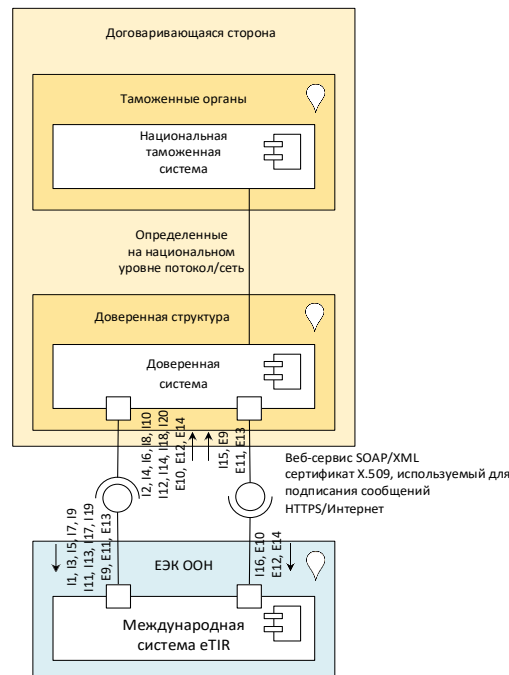 Договаривающаяся сторона
Таможенные органы
Национальная
таможенная
система
Определенные
на национальном
уровне потокол/сеть
Доверенная структура
Доверенная
система
I2, I4, I6, I8, I10
I12, I14, I18, I20
E10, E12, E14
I15, E9
E11, E13
Веб-сервис SOAP/XML
сертификат X.509, используемый для
подписания сообщений
HTTPS/Интернет
I1, I3, I5, I7, I9
I11, I13, I17, I19
E9, E11, E13
I16, E10
E12, E14
ЕЭК ООН
Международная
система eTIR